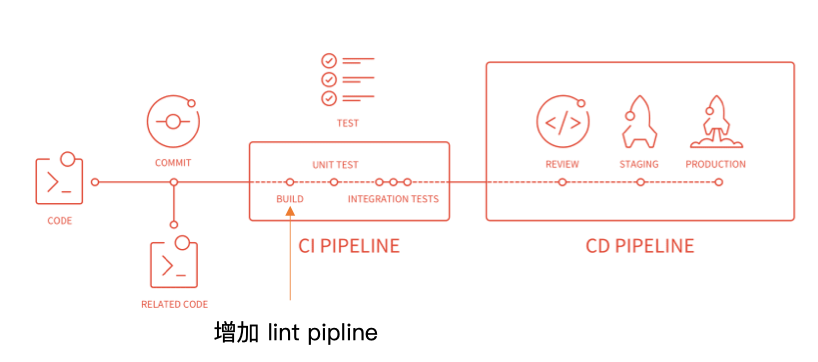 TEST
COMMIT
CODE
RELATED CODE
UNIT TEST
BUILD
INTEGRATION TESTS
CI PIPELINE
REVIEW
STAGING
PRODUCTION
CD PIPELINE
增加 lint pipline